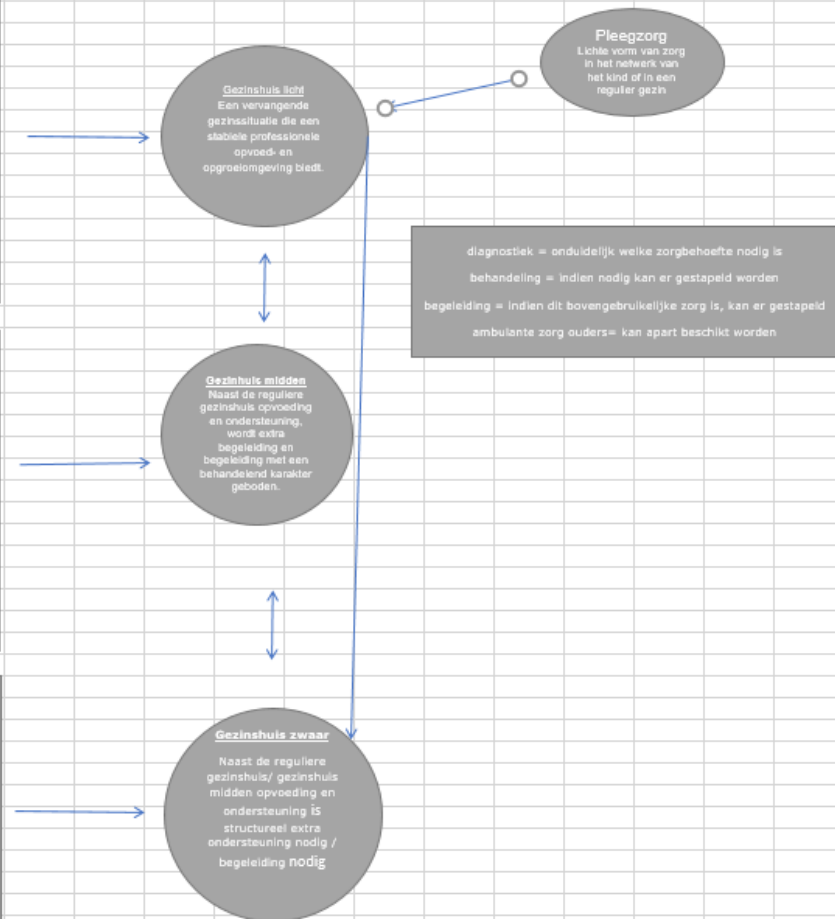 Pleegzorg
Lichte vorm van zorg
in het netwerk van
het kind of in een
regulier gezin
Gezinshuis licht
Een vervangende
gezinssituatie die een
stabiele professionele
opvoed- en
opgroeiomgeving biedt.
diagnostiek = onduidelijk welke zorgbehoefte nodig is
behandeling = indien nodig kan er gestapeld worden
begeleiding = indien dit bovengebruikelijke zorg is, kan er gestapeld
ambulante zorg ouders= kan apart beschikt worden
Gezinhuis midden
Naast de reguliere
gezinshuis opvoeding
en ondersteuning,
wordt extra
begeleiding en
begeleiding met een
behandelend karakter
geboden.
Gezinshuis zwaar
Naast de reguliere
gezinshuis/ gezinshuis
midden opvoeding en
ondersteuning is
structureel extra
ondersteuning nodig /
begeleiding nodig